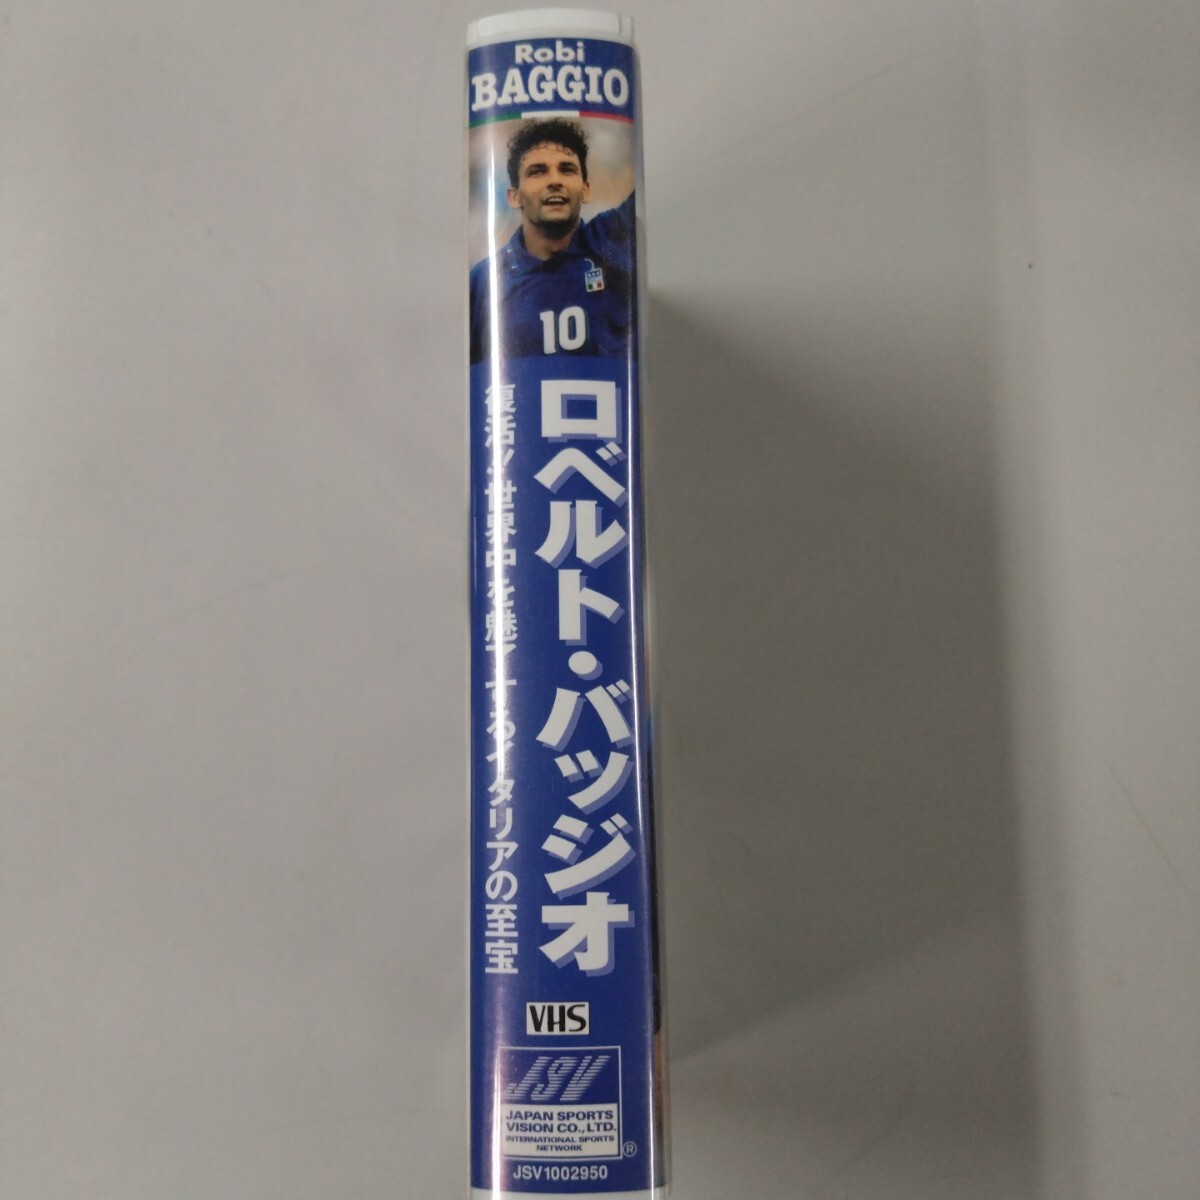 Robi
BAGGIO
10
ロベルト・バッジオ
復活!!世界中を魅了するイタリアの至宝
VHS
JSV
JAPAN SPORTS
VISION CO.,LTD.
INTERNATIONAL SPORTS
NETWORK
®
JSV1002950